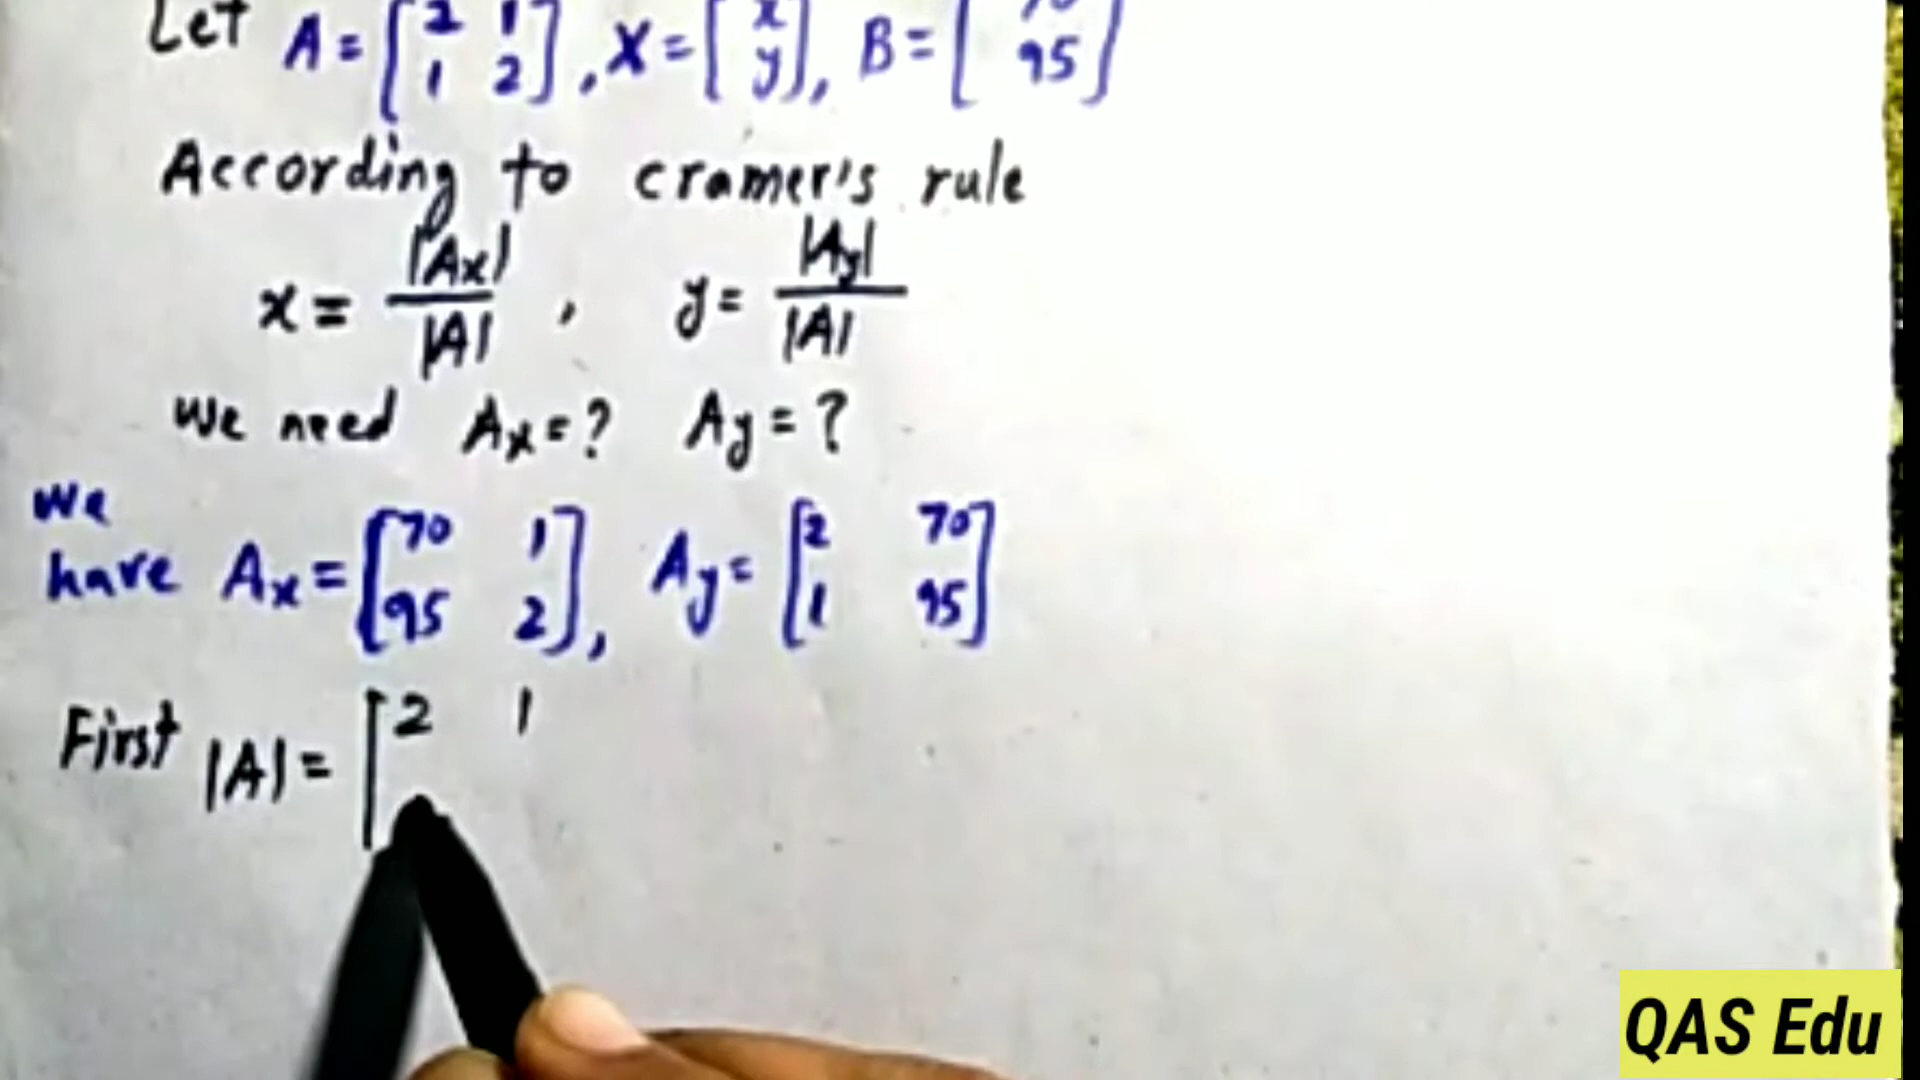 Let A = [2 1 1 2], X = [x y], B = [70 95]
According to cramer's rule
x = |Ax| / |A| , y = |Ay| / |A|
we need Ax = ? Ay = ?
we
have Ax = [70 1 95 2], Ay = [2 70 1 95]
First |A| = | 2 1
QAS Edu